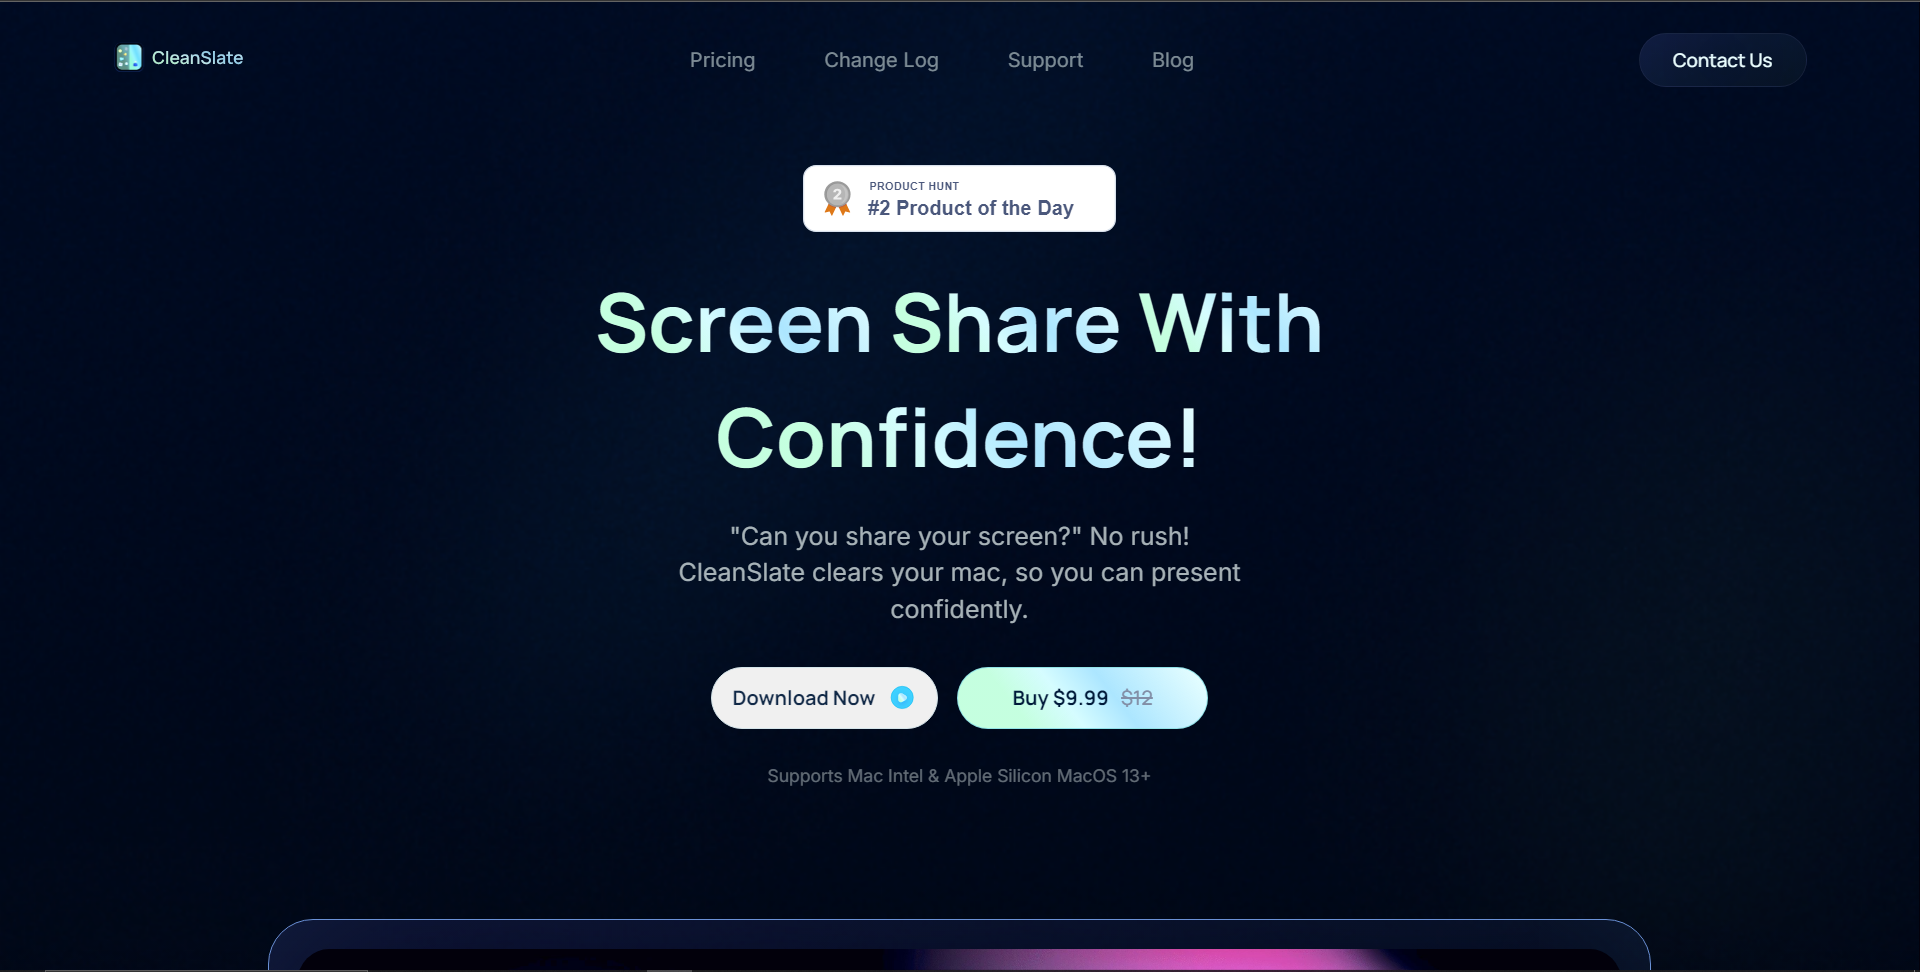 CleanSlate
Pricing
Change Log
Support
Blog
Contact Us
2
PRODUCT HUNT
#2 Product of the Day
Screen Share With
Confidence!
"Can you share your screen?" No rush!
CleanSlate clears your mac, so you can present
confidently.
Download Now
Buy $9.99 $12
Supports Mac Intel & Apple Silicon MacOS 13+